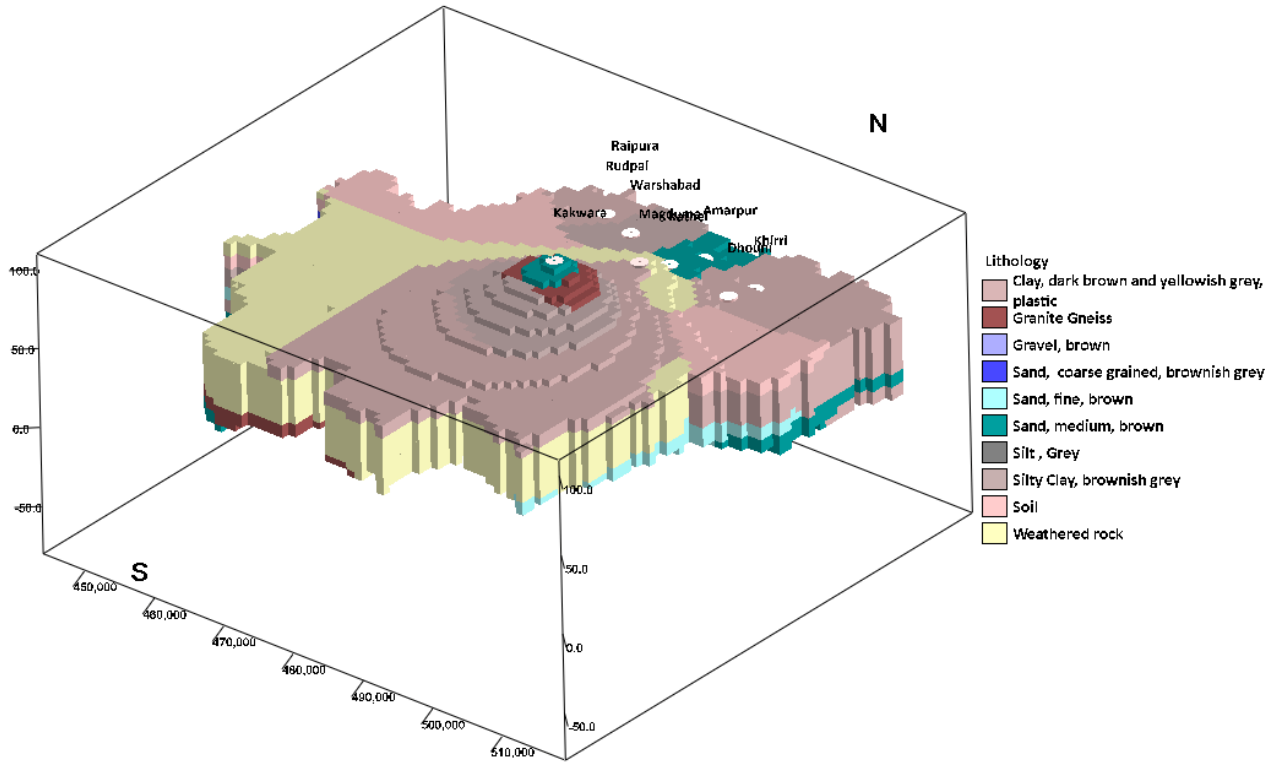 N
Raipura
Rudpai
Warshabad
Kakwara
Amarpur
Khirri
Dhouni
100.0
50.0
0.0
-50.0
S
450,000
460,000
470,000
480,000
490,000
500,000
510,000
100.0
50.0
0.0
-50.0
Lithology
Clay, dark brown and yellowish grey,
plastic
Granite Gneiss
Gravel, brown
Sand, coarse grained, brownish grey
Sand, fine, brown
Sand, medium, brown
Silt , Grey
Silty Clay, brownish grey
Soil
Weathered rock